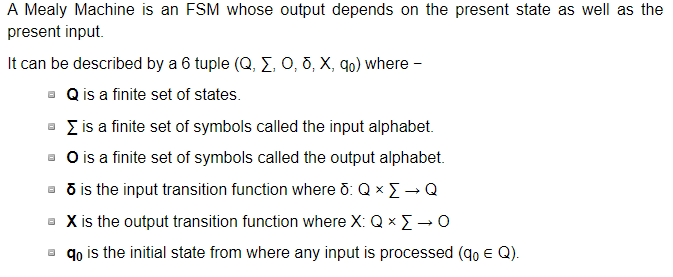 A Mealy Machine is an FSM whose output depends on the present state as well as the
present input.
It can be described by a 6 tuple (Q, ∑, O, δ, X, q₀) where −
Q is a finite set of states.
∑ is a finite set of symbols called the input alphabet.
O is a finite set of symbols called the output alphabet.
δ is the input transition function where δ: Q × ∑ → Q
X is the output transition function where X: Q × ∑ → O
q₀ is the initial state from where any input is processed (q₀ ∈ Q).